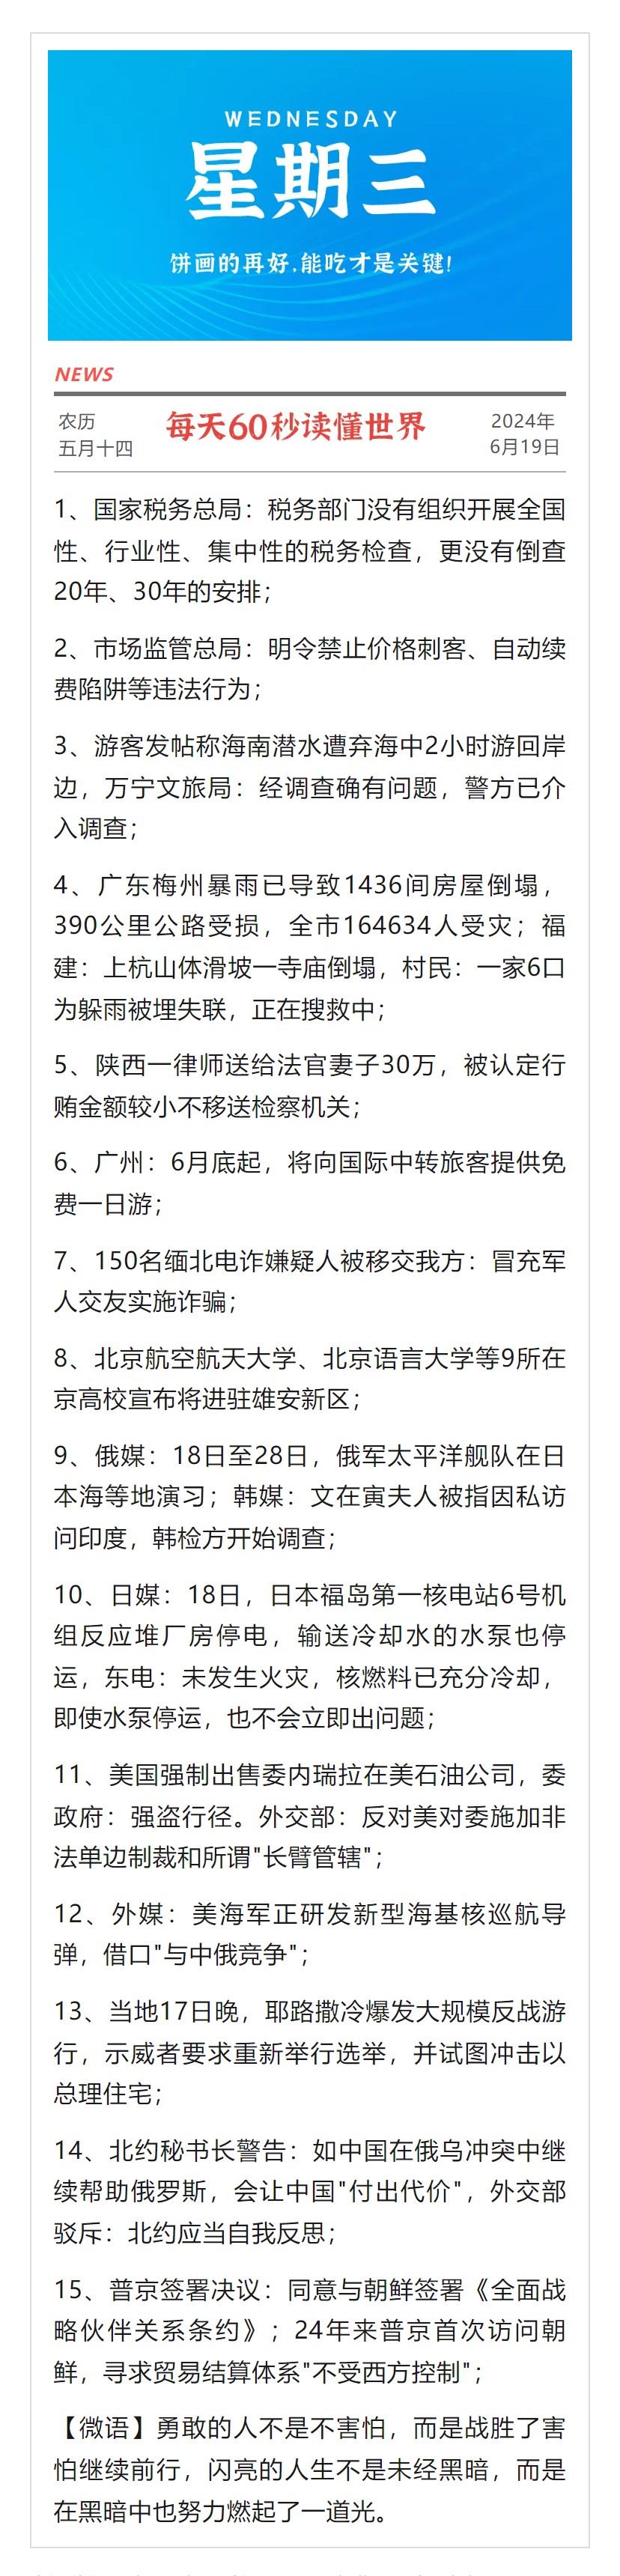 WEDNESDAY
星期三
饼画的再好,能吃才是关键!
NEWS
农历
五月十四
每天60秒读懂世界
2024年
6月19日
1、国家税务总局：税务部门没有组织开展全国
性、行业性、集中性的税务检查，更没有倒查
20年、30年的安排；
2、市场监管总局：明令禁止价格刺客、自动续
费陷阱等违法行为；
3、游客发帖称海南潜水遭弃海中2小时游回岸
边，万宁文旅局：经调查确有问题，警方已介
入调查；
4、广东梅州暴雨已导致1436间房屋倒塌，
390公里公路受损，全市164634人受灾；福
建：上杭山体滑坡一寺庙倒塌，村民：一家6口
为躲雨被埋失联，正在搜救中；
5、陕西一律师送给法官妻子30万，被认定行
贿金额较小不移送检察机关；
6、广州：6月底起，将向国际中转旅客提供免
费一日游；
7、150名缅北电诈嫌疑人被移交我方：冒充军
人交友实施诈骗；
8、北京航空航天大学、北京语言大学等9所在
京高校宣布将进驻雄安新区；
9、俄媒：18日至28日，俄军太平洋舰队在日
本海等地演习；韩媒：文在寅夫人被指因私访
问印度，韩检方开始调查；
10、日媒：18日，日本福岛第一核电站6号机
组反应堆厂房停电，输送冷却水的水泵也停
运，东电：未发生火灾，核燃料已充分冷却，
即使水泵停运，也不会立即出问题；
11、美国强制出售委内瑞拉在美石油公司，委
政府：强盗行径。外交部：反对美对委施加非
法单边制裁和所谓"长臂管辖"；
12、外媒：美海军正研发新型海基核巡航导
弹，借口"与中俄竞争"；
13、当地17日晚，耶路撒冷爆发大规模反战游
行，示威者要求重新举行选举，并试图冲击以
总理住宅；
14、北约秘书长警告：如中国在俄乌冲突中继
续帮助俄罗斯，会让中国"付出代价"，外交部
驳斥：北约应当自我反思；
15、普京签署决议：同意与朝鲜签署《全面战
略伙伴关系条约》；24年来普京首次访问朝
鲜，寻求贸易结算体系"不受西方控制"；
【微语】勇敢的人不是不害怕，而是战胜了害
怕继续前行，闪亮的人生不是未经黑暗，而是
在黑暗中也努力燃起了一道光。